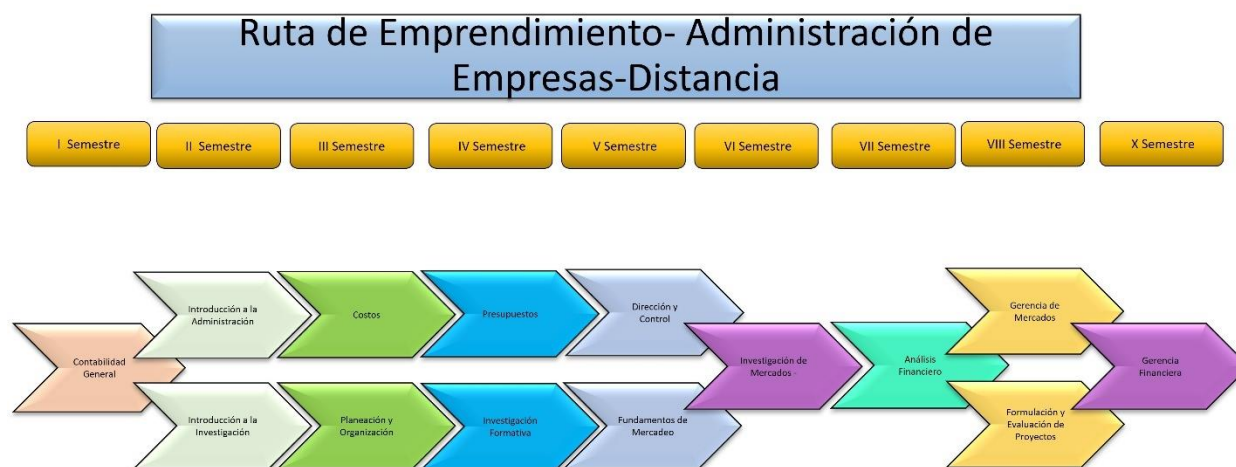 Ruta de Emprendimiento- Administración de
Empresas-Distancia
I Semestre
II Semestre
III Semestre
IV Semestre
V Semestre
VI Semestre
VII Semestre
VIII Semestre
X Semestre
Contabilidad
General
Introducción a la
Administración
Introducción a la
Investigación
Costos
Planeación y
Organización
Presupuestos
Investigación
Formativa
Dirección y
Control
Fundamentos de
Mercadeo
Investigación de
Mercados -
Análisis
Financiero
Gerencia de
Mercados
Formulación y
Evaluación de
Proyectos
Gerencia
Financiera